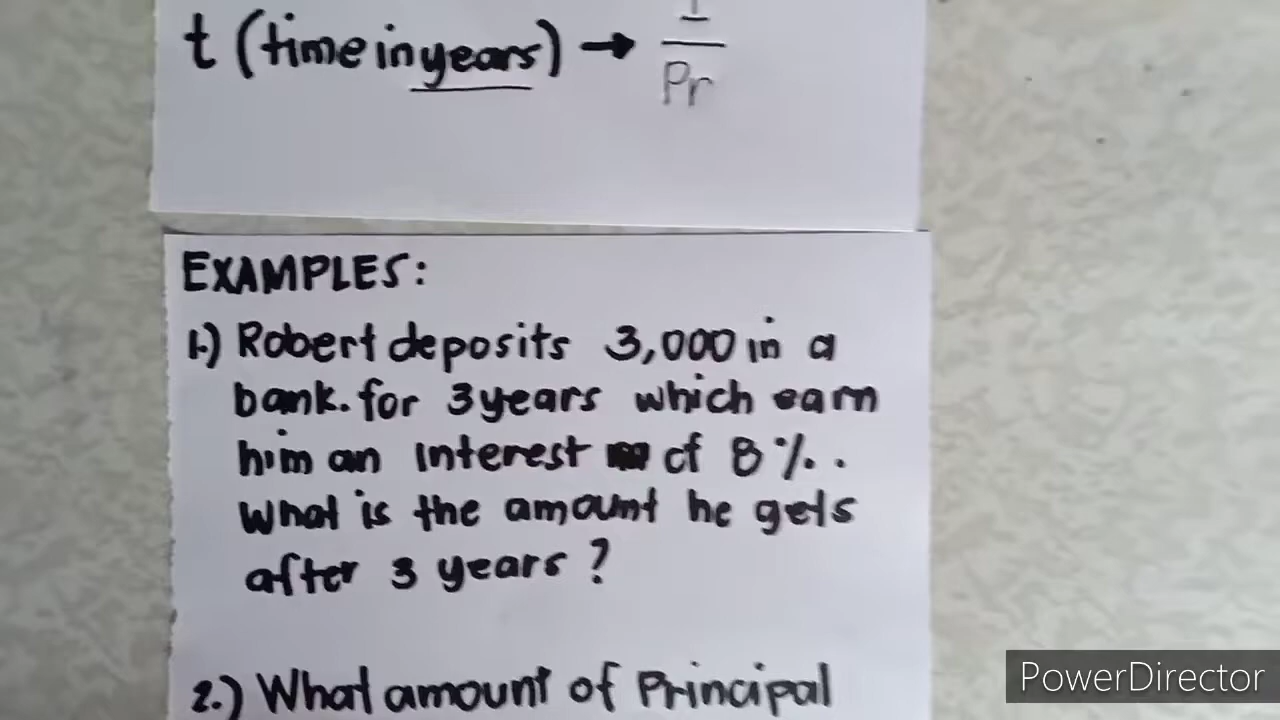 t (time in years) → I
Pr
EXAMPLES:
1.) Robert deposits 3,000 in a
bank. for 3 years which earn
him an interest of 8%.
What is the amount he gets
after 3 years?
2.) What amount of Principal
PowerDirector